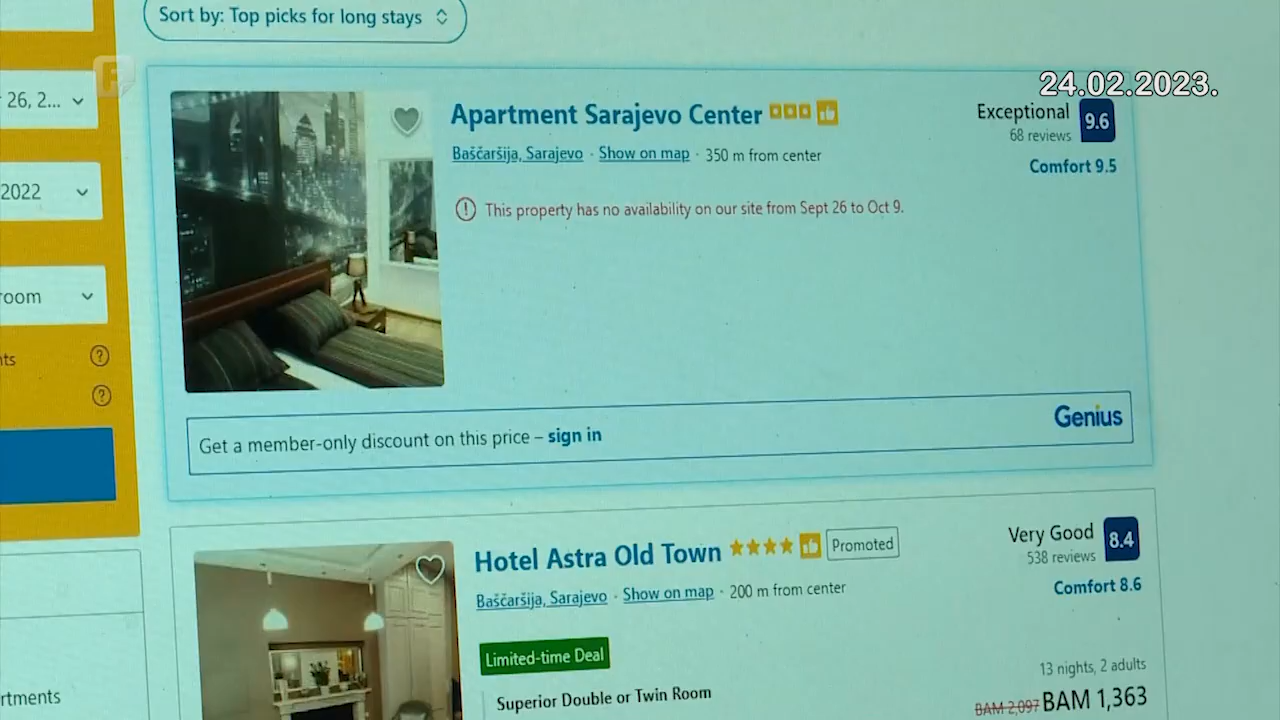 Sort by: Top picks for long stays
24.02.2023.
26, 2...
2022
room
nts
rtments
Apartment Sarajevo Center
Exceptional 9.6
68 reviews
Baščaršija, Sarajevo · Show on map · 350 m from center
Comfort 9.5
This property has no availability on our site from Sept 26 to Oct 9.
Get a member-only discount on this price – sign in
Genius
Hotel Astra Old Town
Promoted
Very Good 8.4
538 reviews
Baščaršija, Sarajevo · Show on map · 200 m from center
Comfort 8.6
Limited-time Deal
Superior Double or Twin Room
13 nights, 2 adults
BAM 2,097 BAM 1,363